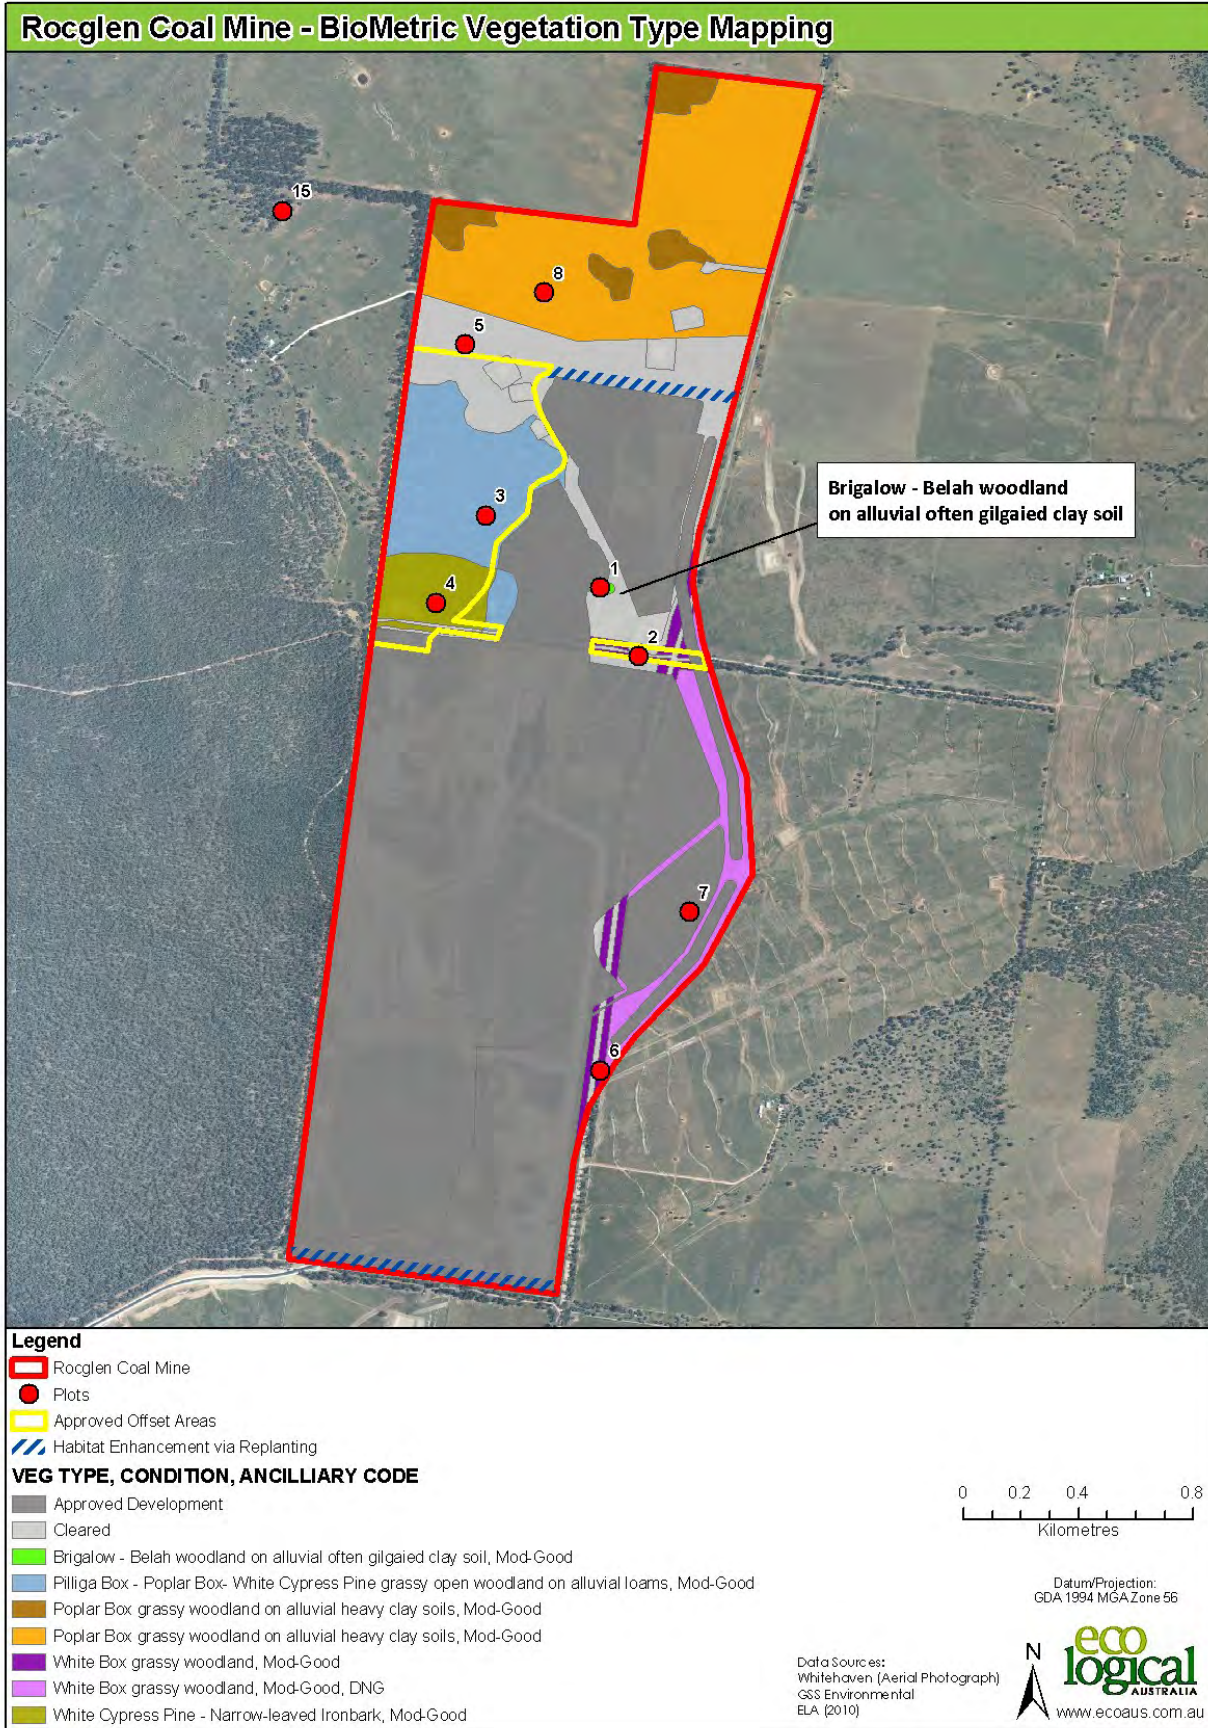 Rocglen Coal Mine - BioMetric Vegetation Type Mapping
15
8
5
Brigalow - Belah woodland
on alluvial often gilgaied clay soil
3
1
4
2
7
6
Legend
Rocglen Coal Mine
Plots
Approved Offset Areas
Habitat Enhancement via Replanting
VEG TYPE, CONDITION, ANCILLIARY CODE
Approved Development
Cleared
Brigalow - Belah woodland on alluvial often gilgaied clay soil, Mod-Good
Pilliga Box - Poplar Box- White Cypress Pine grassy open woodland on alluvial loams, Mod-Good
Poplar Box grassy woodland on alluvial heavy clay soils, Mod-Good
Poplar Box grassy woodland on alluvial heavy clay soils, Mod-Good
White Box grassy woodland, Mod-Good
White Box grassy woodland, Mod-Good, DNG
White Cypress Pine - Narrow-leaved Ironbark, Mod-Good
0 0.2 0.4 0.8
Kilometres
Datum/Projection:
GDA 1994 MGA Zone 56
Data Sources:
Whitehaven (Aerial Photograph)
GSS Environmental
ELA (2010)
N
eco
logical
AUSTRALIA
www.ecoaus.com.au